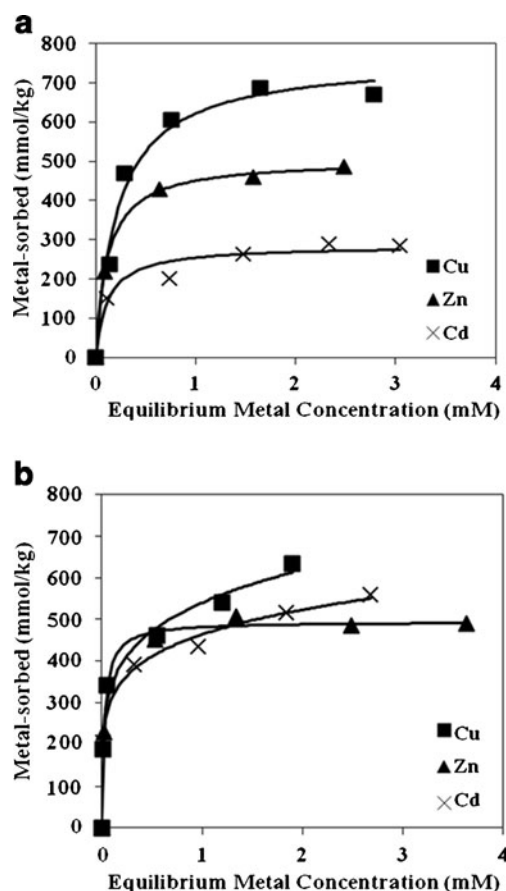 a
Metal-sorbed (mmol/kg)
800
700
600
500
400
300
200
100
0
Cu
Zn
Cd
0 1 2 3 4
Equilibrium Metal Concentration (mM)
b
Metal-sorbed (mmol/kg)
800
700
600
500
400
300
200
100
0
Cu
Zn
Cd
0 1 2 3 4
Equilibrium Metal Concentration (mM)